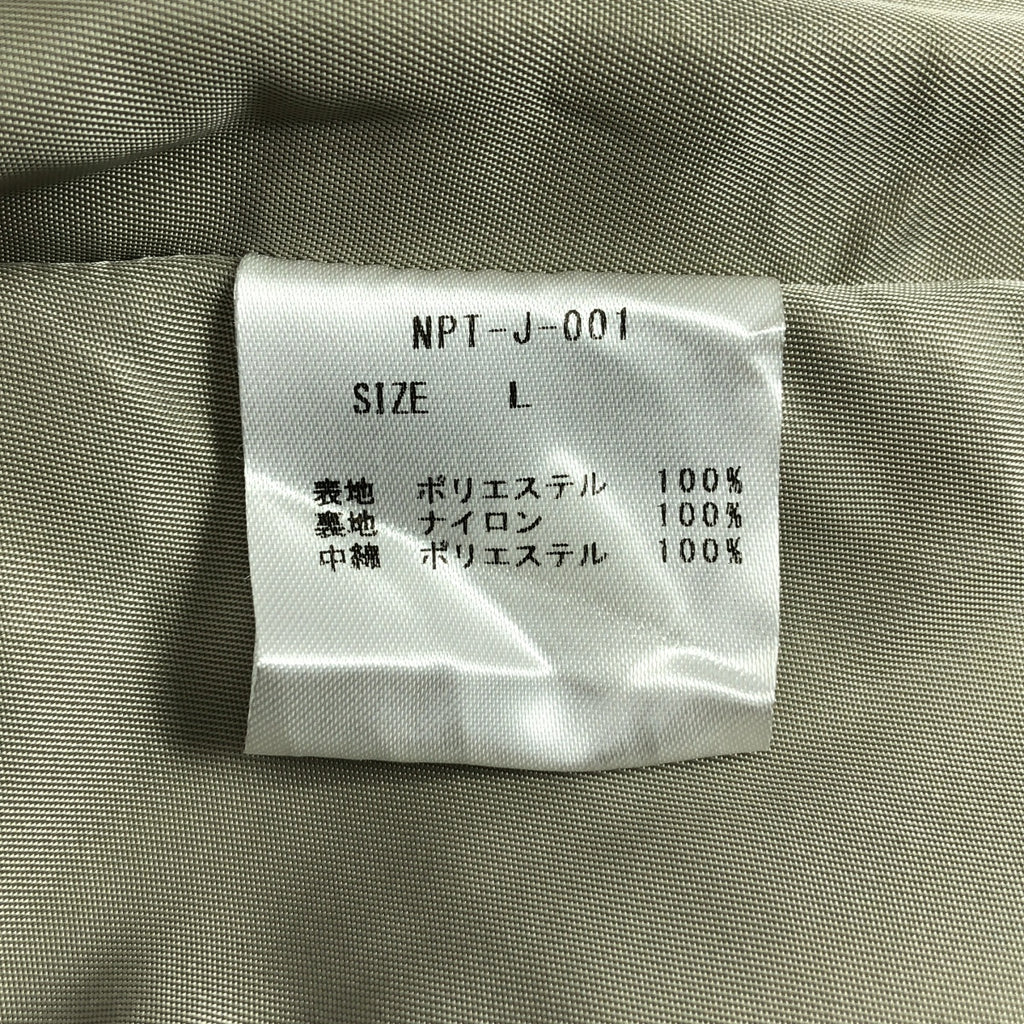 NPT-J-001
SIZE L
表地 ポリエステル 100%
裏地 ナイロン 100%
中綿 ポリエステル 100%